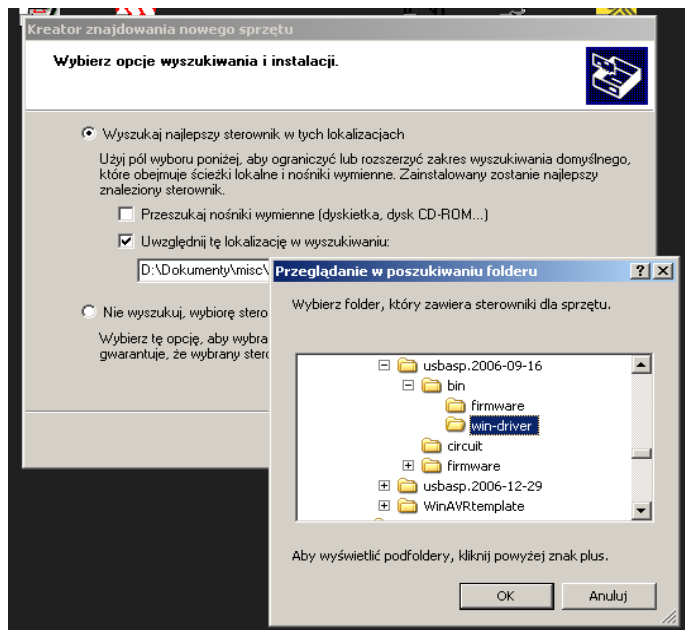 Kreator znajdowania nowego sprzętu
Wybierz opcje wyszukiwania i instalacji.
Wyszukaj najlepszy sterownik w tych lokalizacjach
Użyj pól wyboru poniżej, aby ograniczyć lub rozszerzyć zakres wyszukiwania domyślnego,
które obejmuje ścieżki lokalne i nośniki wymienne. Zainstalowany zostanie najlepszy
znaleziony sterownik.
Przeszukaj nośniki wymienne (dyskietka, dysk CD-ROM...)
Uwzględnij tę lokalizację w wyszukiwaniu:
D:\Dokumenty\misc\
Nie wyszukuj, wybiorę stero
Wybierz tę opcję, aby wybra
gwarantuje, że wybrany stero
Przeglądanie w poszukiwaniu folderu
Wybierz folder, który zawiera sterowniki dla sprzętu.
usbasp.2006-09-16
bin
firmware
win-driver
circuit
firmware
usbasp.2006-12-29
WinAVRtemplate
Aby wyświetlić podfoldery, kliknij powyżej znak plus.
OK
Anuluj